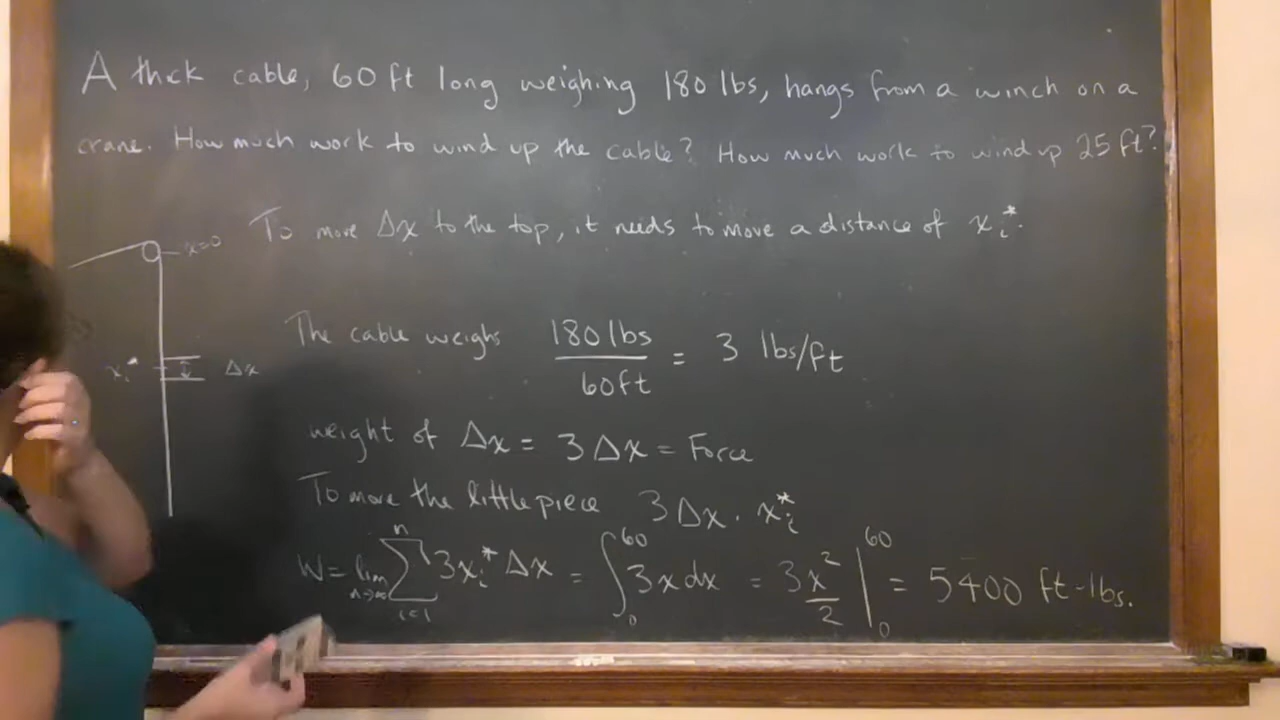 A thick cable, 60 ft long weighing 180 lbs, hangs from a winch on a
crane. How much work to wind up the cable? How much work to wind up 25 ft?
To move Δx to the top, it needs to move a distance of xᵢ*.
x=0
The cable weighs 180 lbs / 60 ft = 3 lbs/ft
xᵢ* Δx
weight of Δx = 3Δx = Force
To move the little piece 3Δx · xᵢ*
W = lim n→∞ ∑ i=1 n 3xᵢ* Δx = ∫₀⁶⁰ 3x dx = 3x²/2 |₀⁶⁰ = 5400 ft-lbs.